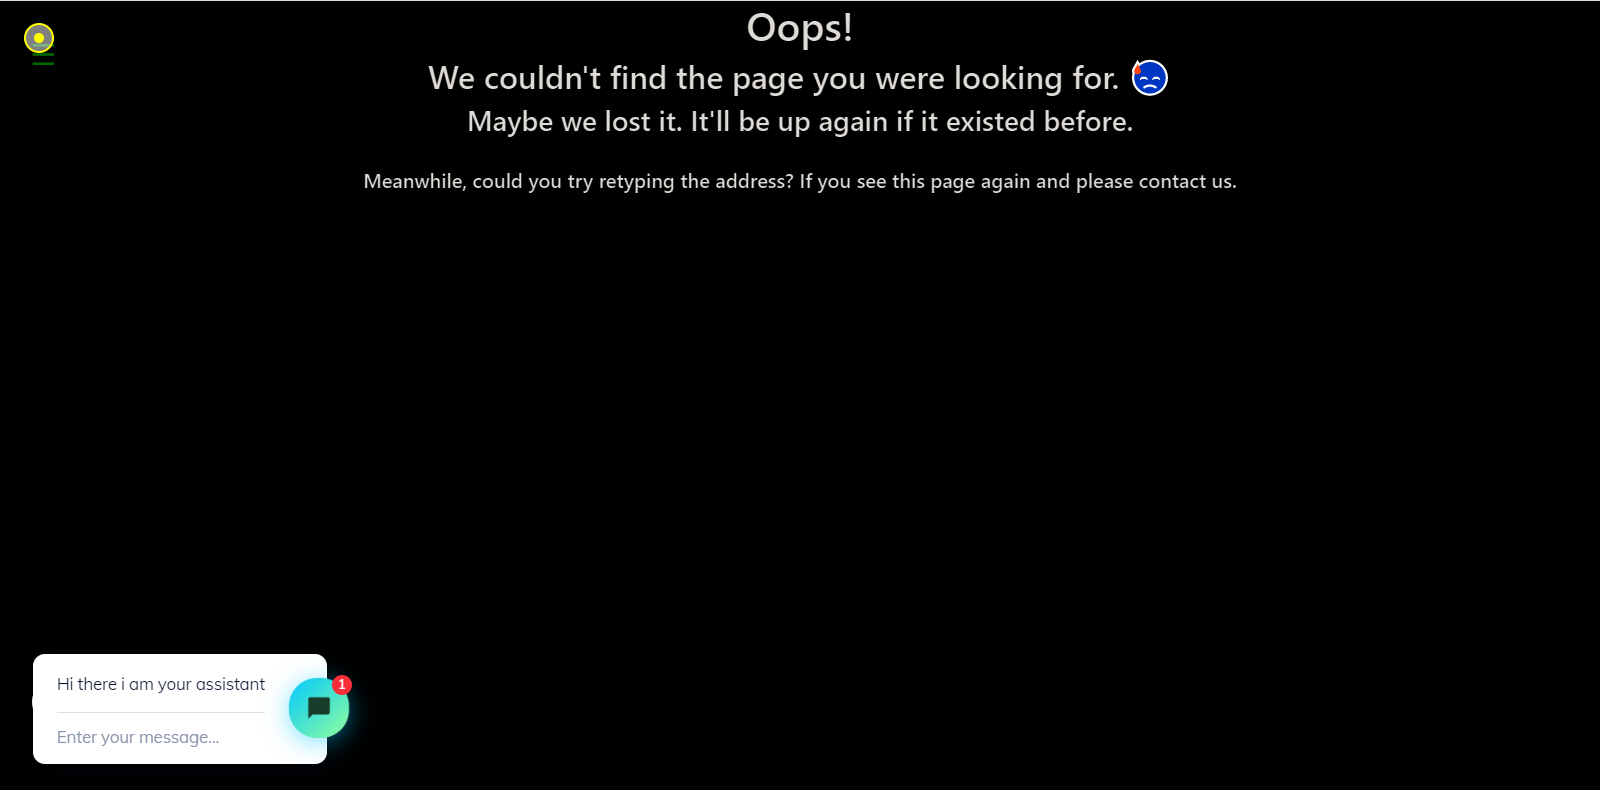 Oops!
We couldn't find the page you were looking for.
Maybe we lost it. It'll be up again if it existed before.
Meanwhile, could you try retyping the address? If you see this page again and please contact us.
Hi there i am your assistant
1
Enter your message...